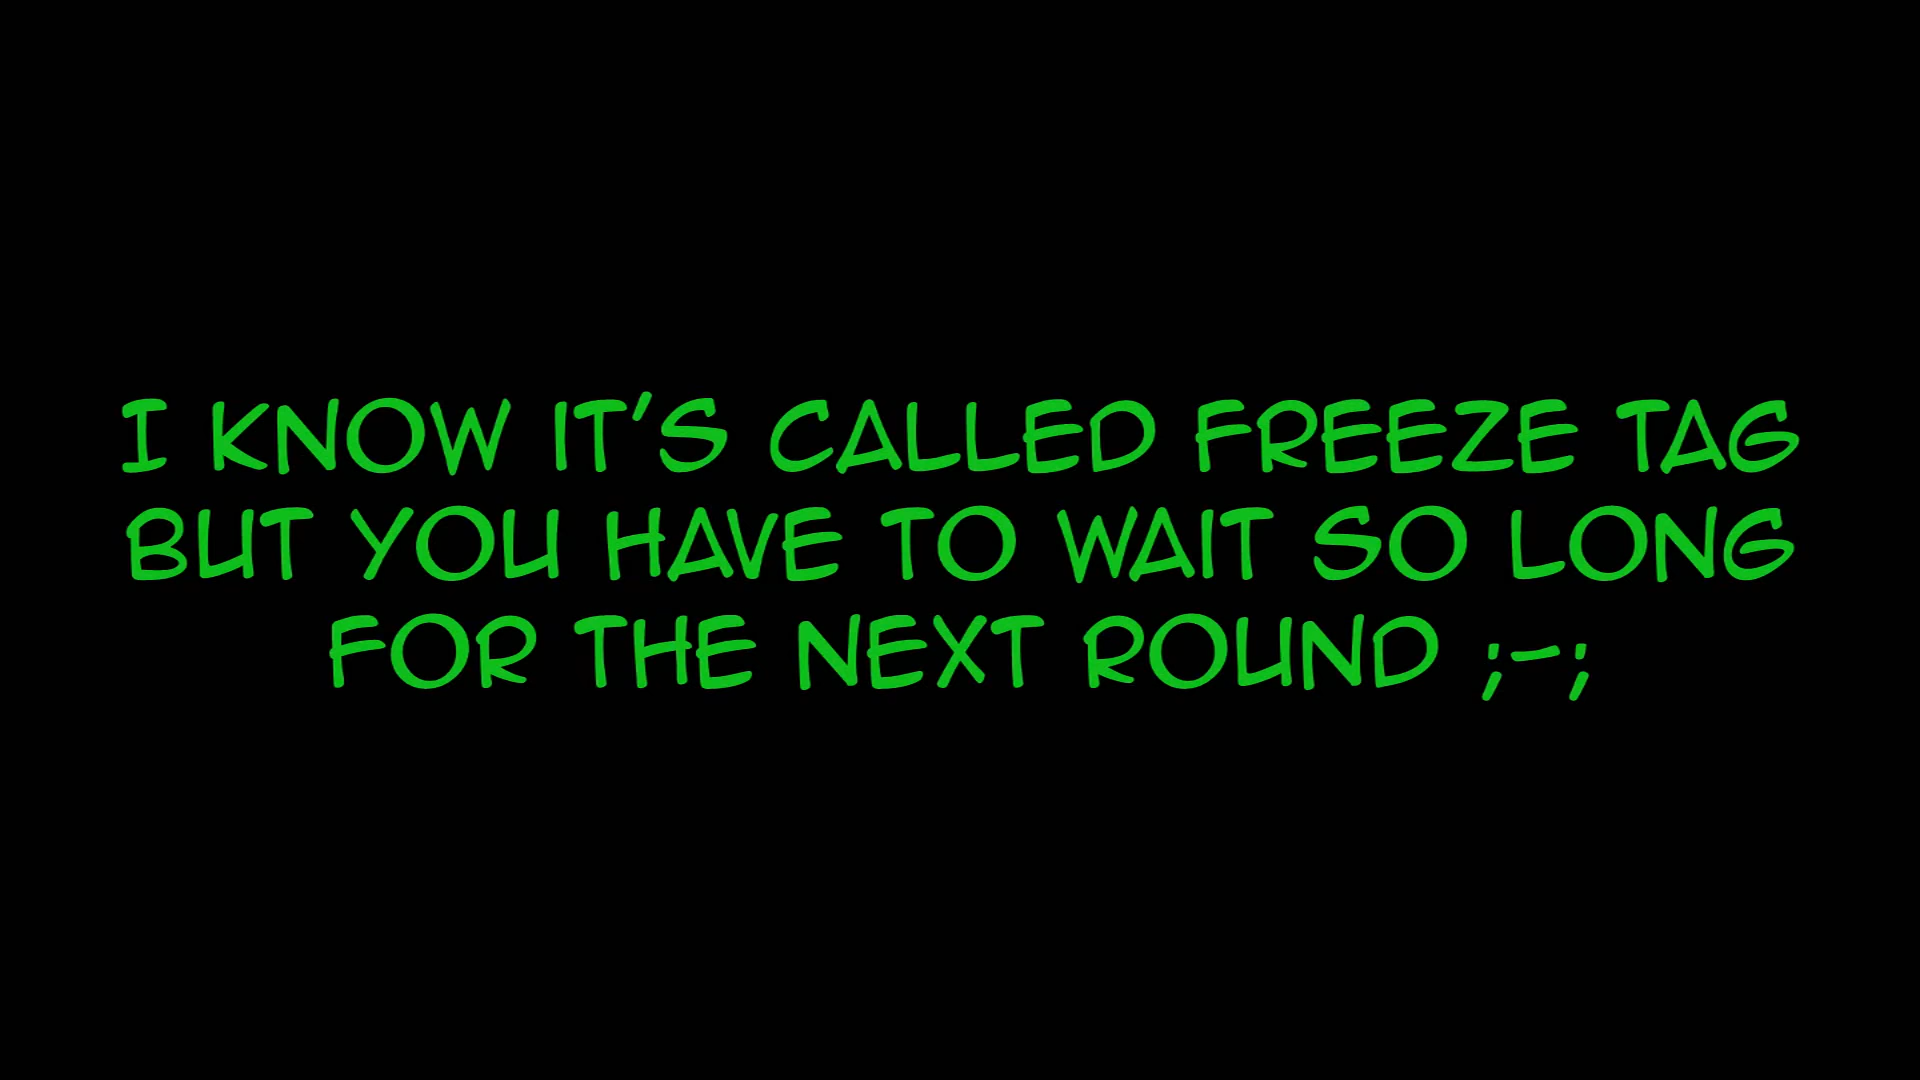 I KNOW IT'S CALLED FREEZE TAG
BUT YOU HAVE TO WAIT SO LONG
FOR THE NEXT ROUND ;-;